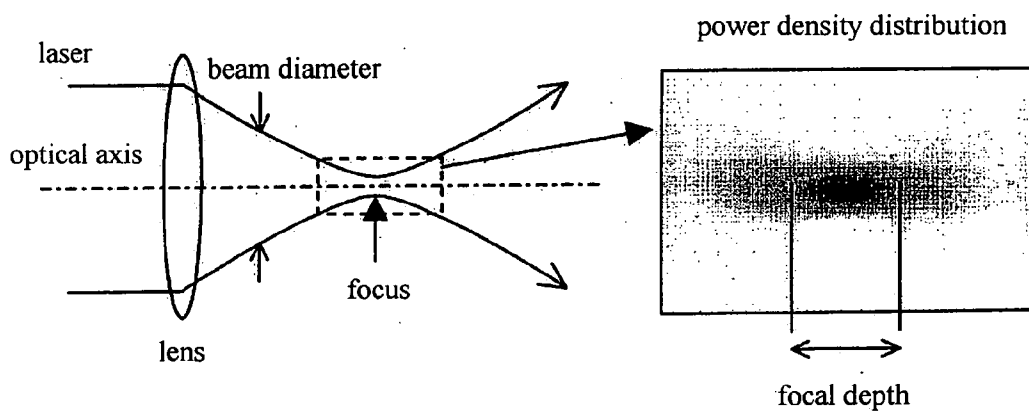 power density distribution
laser
beam diameter
optical axis
focus
lens
focal depth